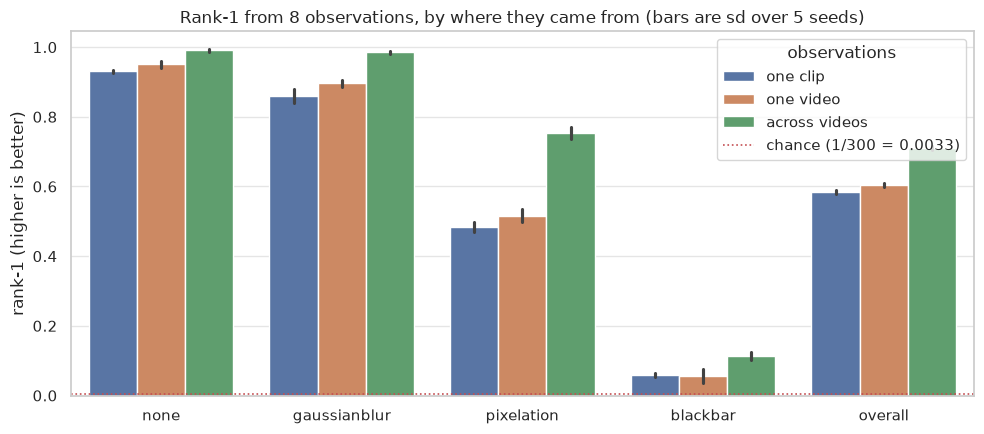 Rank-1 from 8 observations, by where they came from (bars are sd over 5 seeds)
rank-1 (higher is better)
1.0
0.8
0.6
0.4
0.2
0.0
observations
one clip
one video
across videos
chance (1/300 = 0.0033)
none
gaussianblur
pixelation
blackbar
overall